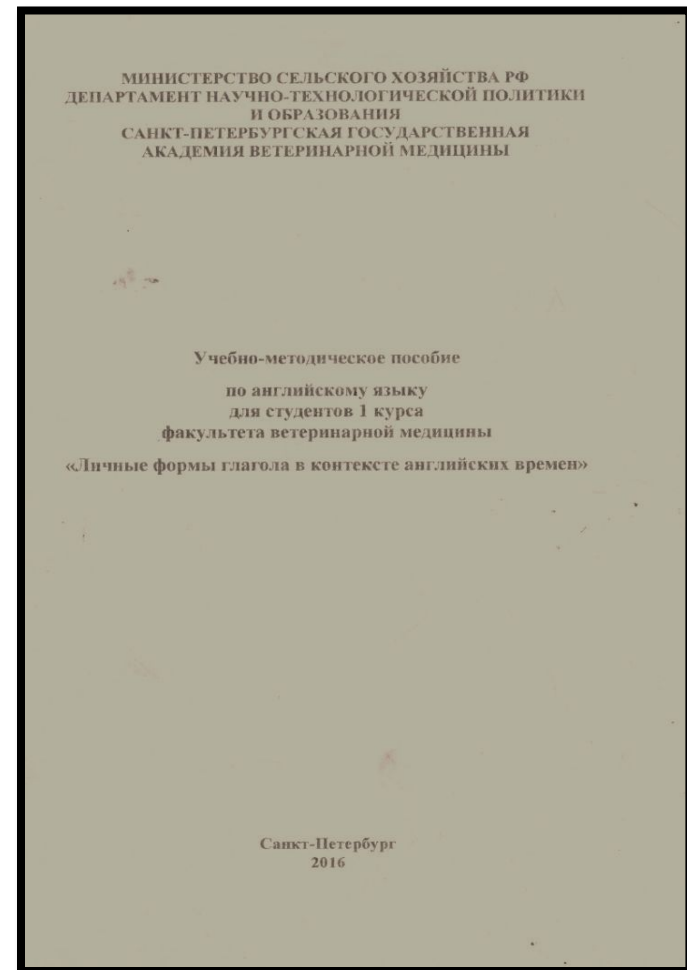 МИНИСТЕРСТВО СЕЛЬСКОГО ХОЗЯЙСТВА РФ
ДЕПАРТАМЕНТ НАУЧНО-ТЕХНОЛОГИЧЕСКОЙ ПОЛИТИКИ
И ОБРАЗОВАНИЯ
САНКТ-ПЕТЕРБУРГСКАЯ ГОСУДАРСТВЕННАЯ
АКАДЕМИЯ ВЕТЕРИНАРНОЙ МЕДИЦИНЫ
Учебно-методическое пособие
по английскому языку
для студентов 1 курса
факультета ветеринарной медицины
«Личные формы глагола в контексте английских времен»
Санкт-Петербург
2016